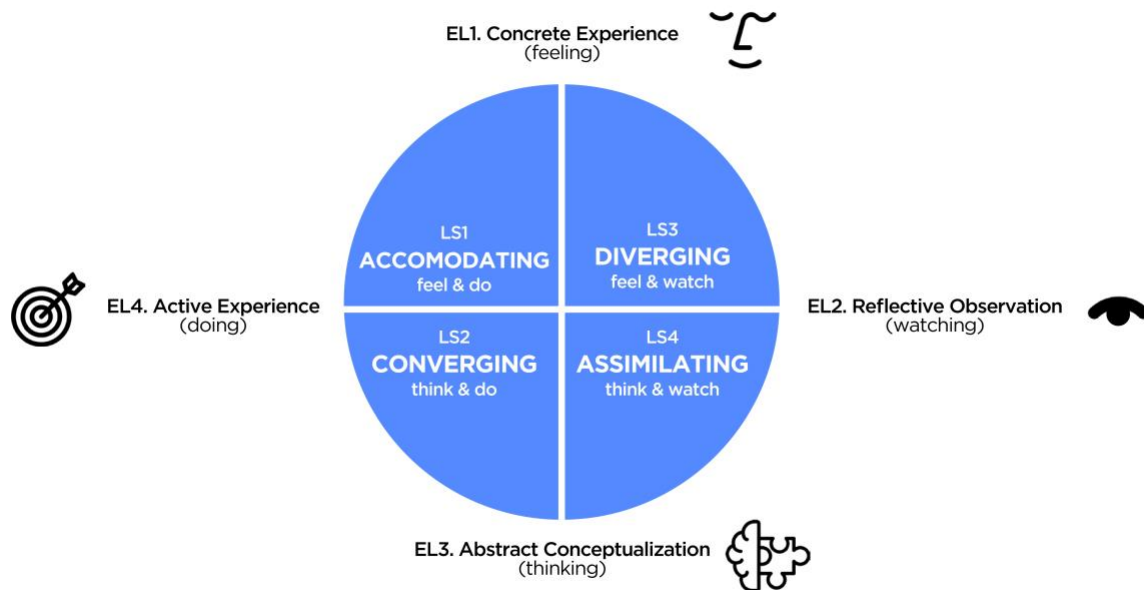 EL1. Concrete Experience
(feeling)
LS1
ACCOMODATING
feel & do
LS3
DIVERGING
feel & watch
EL4. Active Experience
(doing)
EL2. Reflective Observation
(watching)
LS2
CONVERGING
think & do
LS4
ASSIMILATING
think & watch
EL3. Abstract Conceptualization
(thinking)